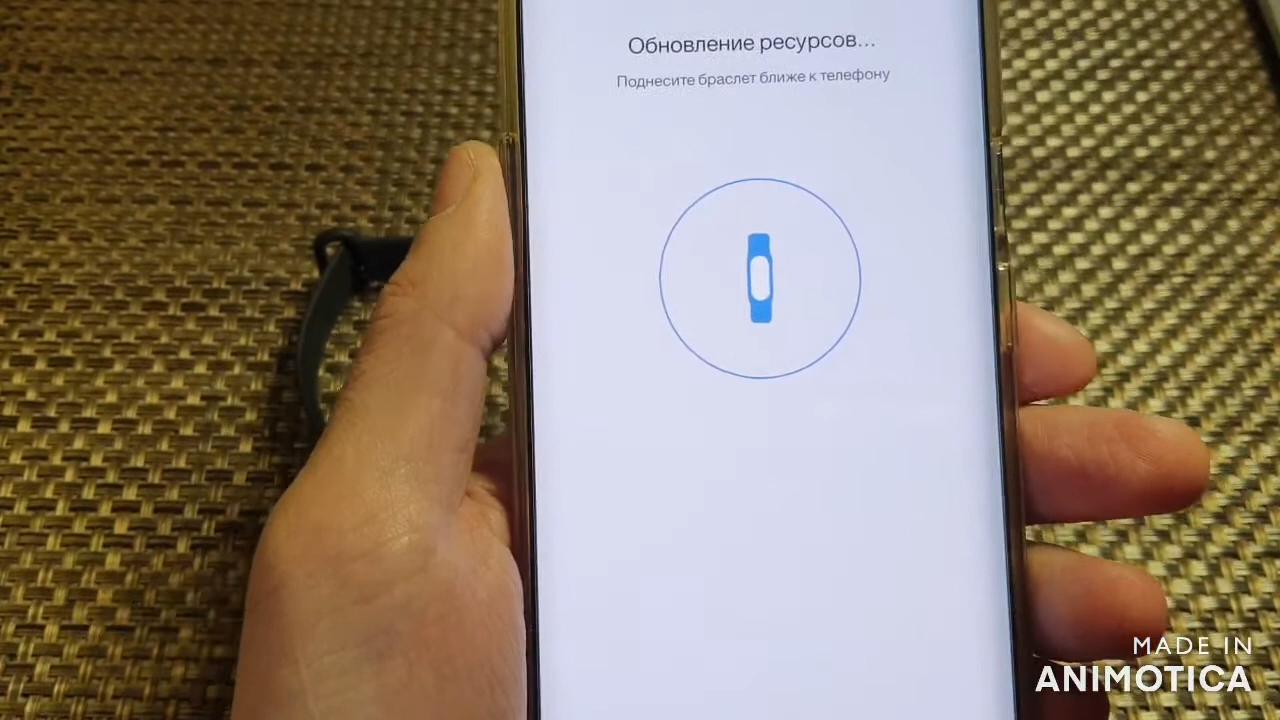 Обновление ресурсов...
Поднесите браслет ближе к телефону
MADE IN
ANIMOTICA